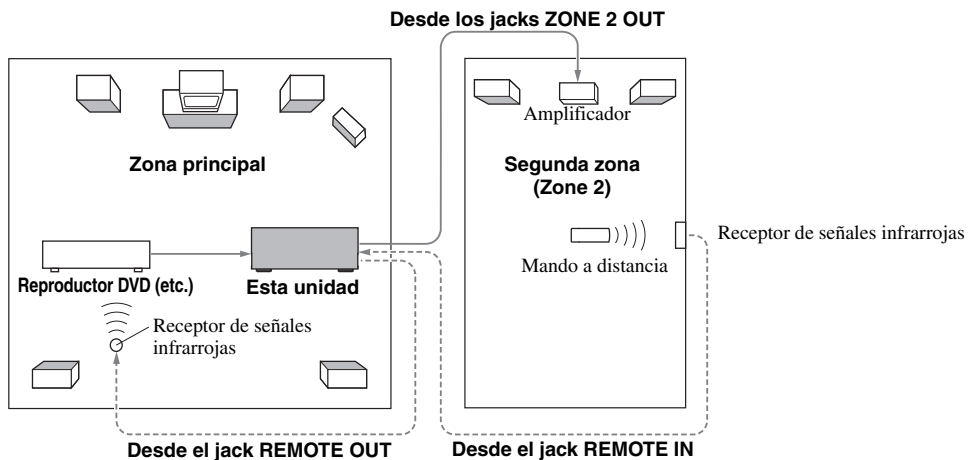 Desde los jacks ZONE 2 OUT
Amplificador
Zona principal
Segunda zona
(Zone 2)
Receptor de señales infrarrojas
Mando a distancia
Reproductor DVD (etc.)
Esta unidad
Receptor de señales
infrarrojas
Desde el jack REMOTE OUT
Desde el jack REMOTE IN